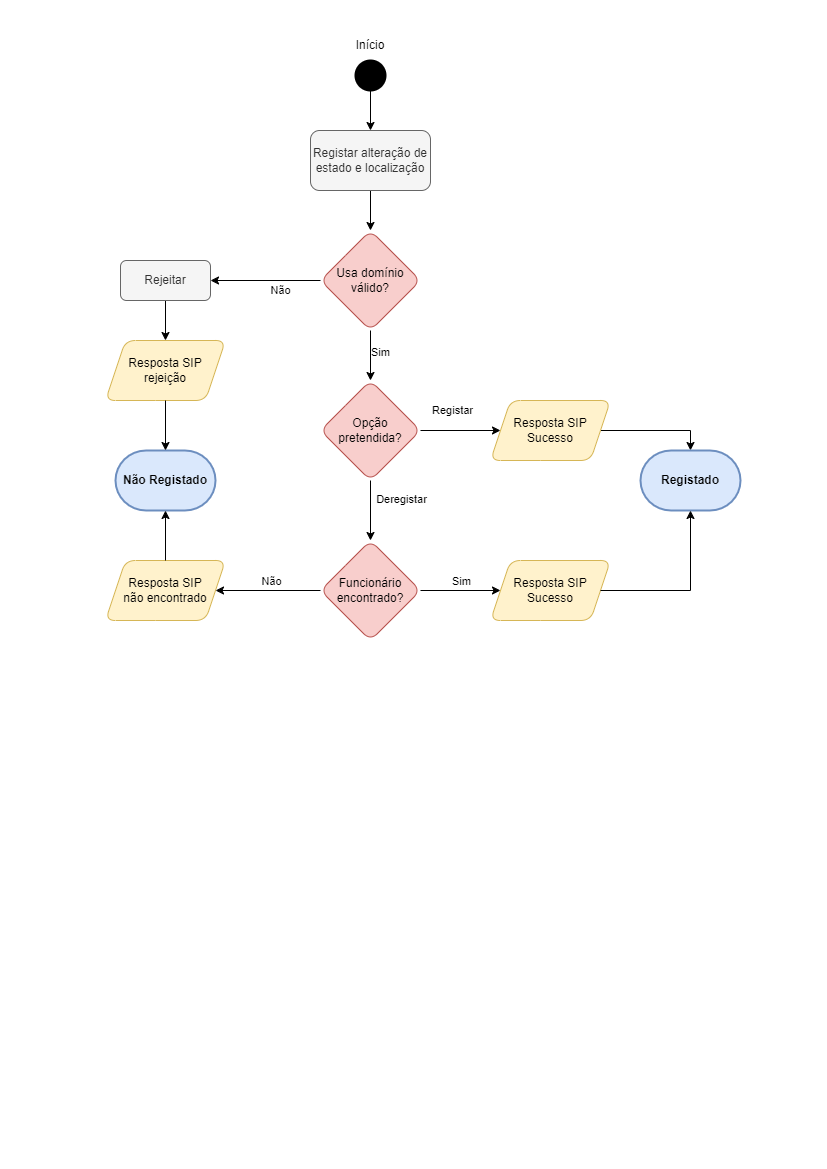 Início
Registar alteração de
estado e localização
Usa domínio
válido?
Não
Rejeitar
Sim
Resposta SIP
rejeição
Opção
pretendida?
Registar
Resposta SIP
Sucesso
Não Registado
Registado
Deregistar
Funcionário
encontrado?
Não
Resposta SIP
não encontrado
Sim
Resposta SIP
Sucesso